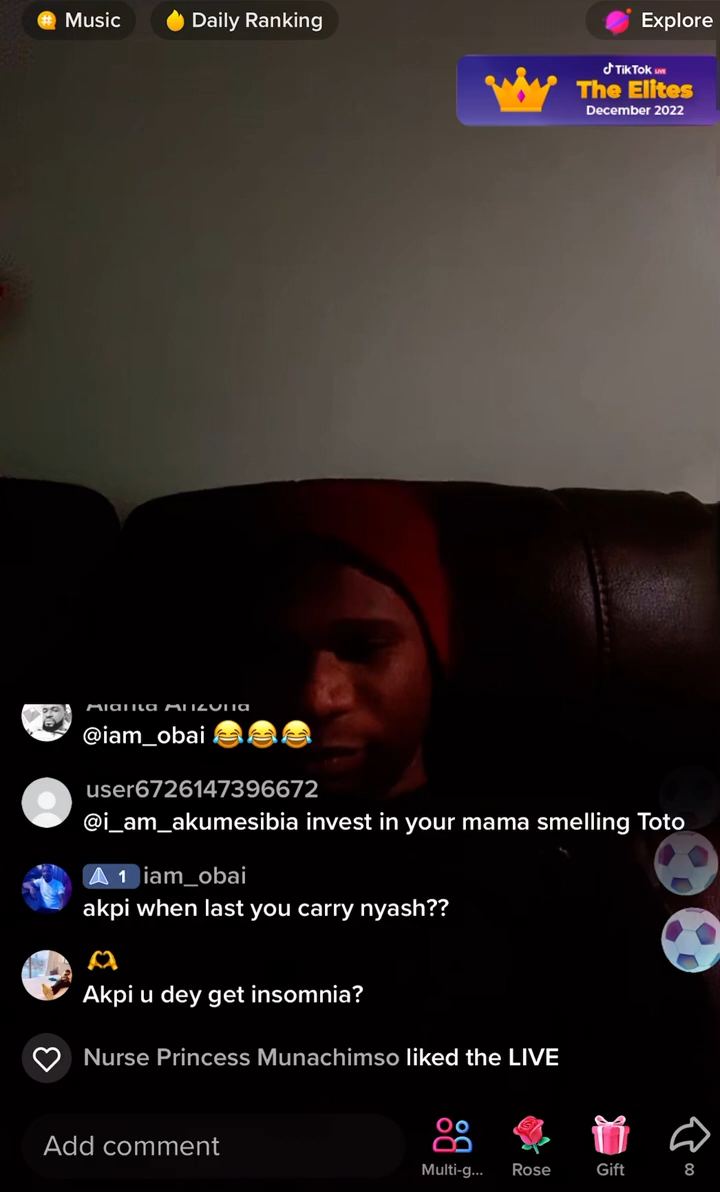 Music
Daily Ranking
Explore
TikTok LIVE
The Elites
December 2022
Alanta Arizona
@iam_obai 😂😂😂
user6726147396672
@i_am_akumesibia invest in your mama smelling Toto
1 iam_obai
akpi when last you carry nyash??
🫶
Akpi u dey get insomnia?
Nurse Princess Munachimso liked the LIVE
Add comment
Multi-g...
Rose
Gift
8